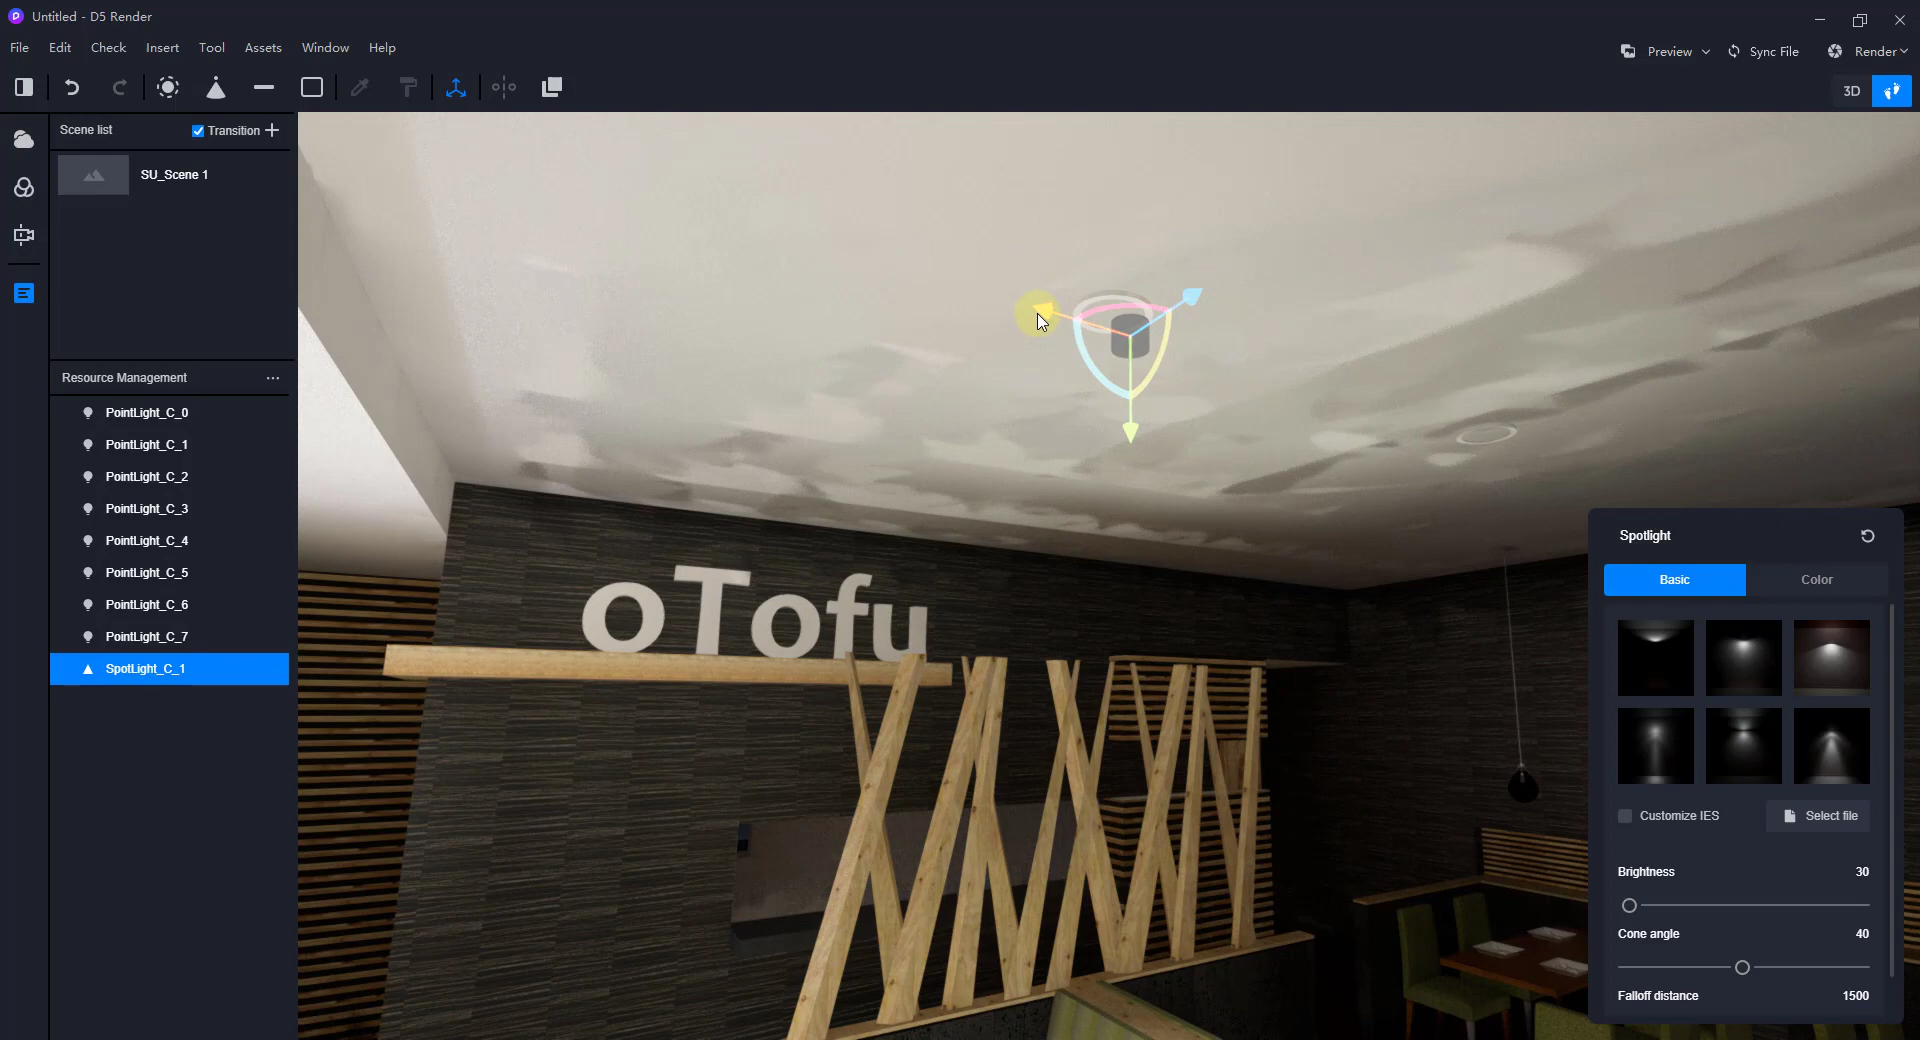 Untitled - D5 Render
File Edit Check Insert Tool Assets Window Help
Preview Sync File Render
3D
Scene list Transition
SU_Scene 1
Resource Management
PointLight_C_0
PointLight_C_1
PointLight_C_2
PointLight_C_3
PointLight_C_4
PointLight_C_5
PointLight_C_6
PointLight_C_7
SpotLight_C_1
oTofu
Spotlight
Basic Color
Customize IES Select file
Brightness 30
Cone angle 40
Falloff distance 1500